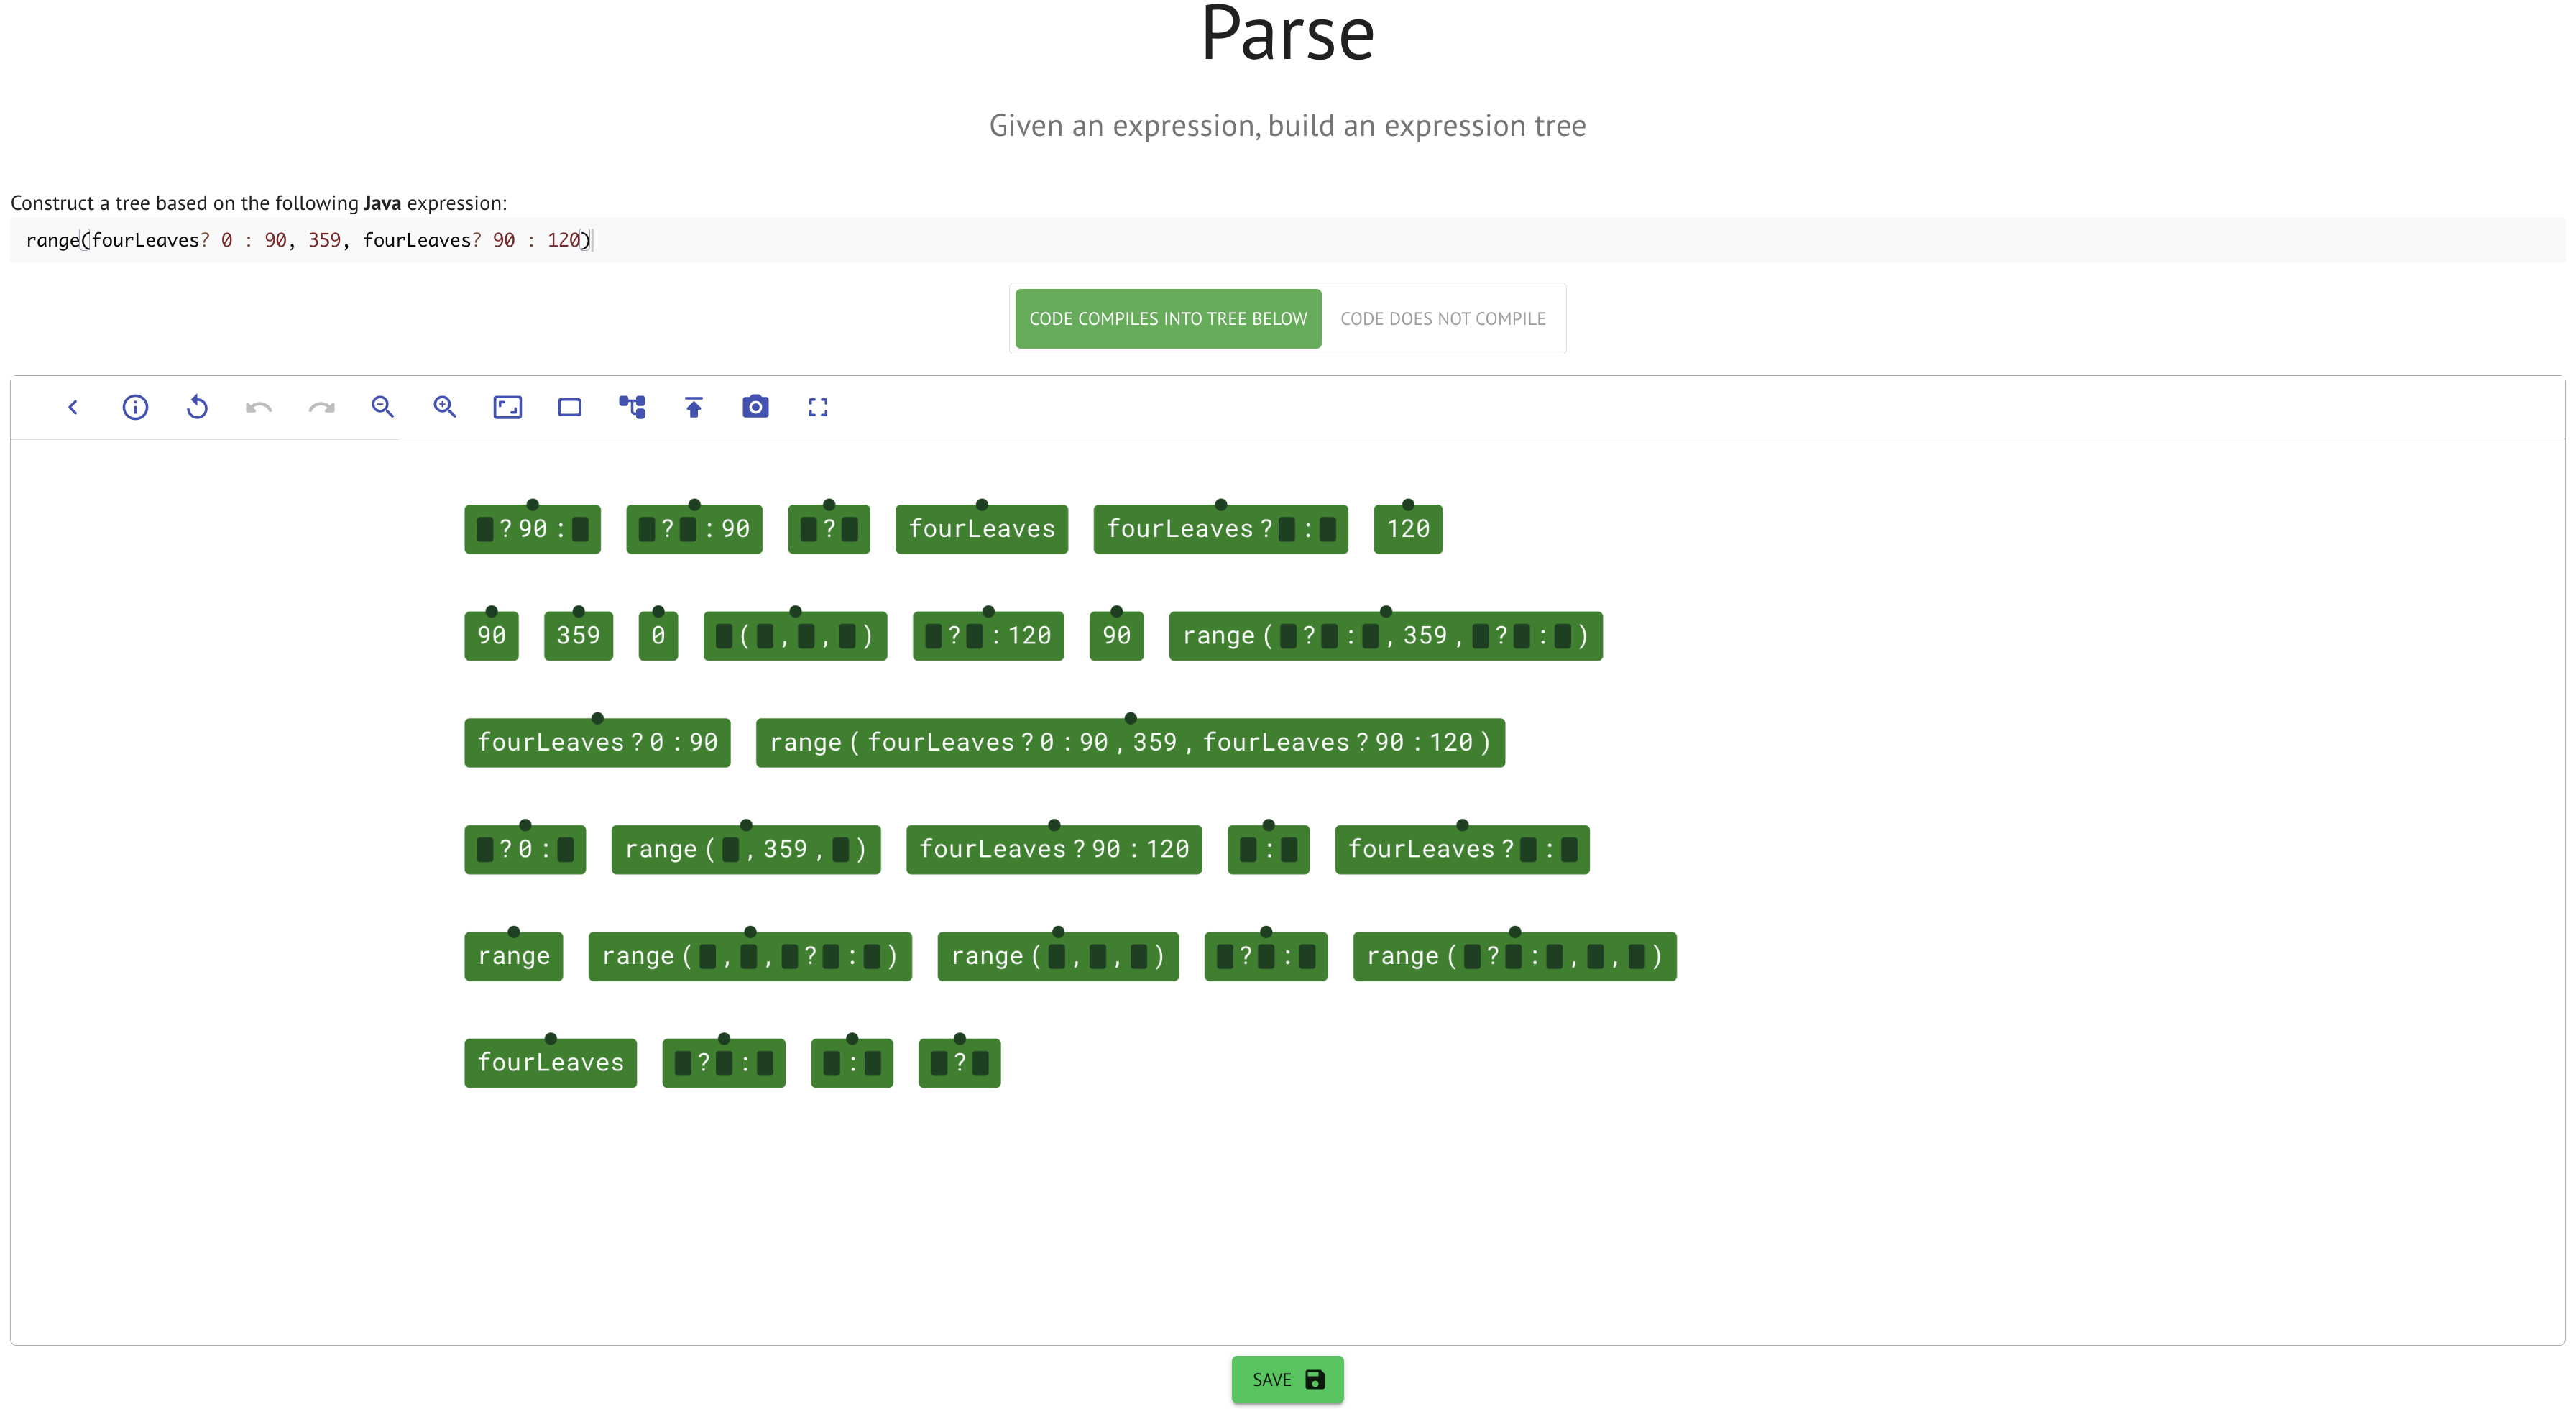 Parse
Given an expression, build an expression tree
Construct a tree based on the following Java expression:
range(fourLeaves? 0 : 90, 359, fourLeaves? 90 : 120)
CODE COMPILES INTO TREE BELOW CODE DOES NOT COMPILE
■?90:■ ■?■:90 ■?■ fourLeaves fourLeaves?■:■ 120
90 359 0 ■(■,■,■) ■?■:120 90 range(■?■:■,359,■?■:■)
fourLeaves?0:90 range(fourLeaves?0:90,359,fourLeaves?90:120)
■?0:■ range(■,359,■) fourLeaves?90:120 ■:■ fourLeaves?■:■
range range(■,■,■?■:■) range(■,■,■) ■?■:■ range(■?■:■,■,■)
fourLeaves ■?■:■ ■:■ ■?■
SAVE